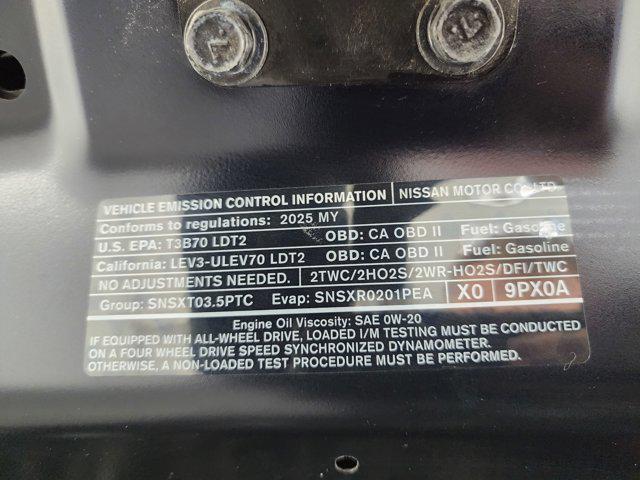 VEHICLE EMISSION CONTROL INFORMATION NISSAN MOTOR CO., LTD.
Conforms to regulations: 2025 MY
U.S. EPA: T3B70 LDT2 OBD: CA OBD II Fuel: Gasoline
California: LEV3-ULEV70 LDT2 OBD: CA OBD II Fuel: Gasoline
NO ADJUSTMENTS NEEDED. 2TWC/2HO2S/2WR-HO2S/DFI/TWC
Group: SNSXT03.5PTC Evap: SNSXR0201PEA X0 9PX0A
Engine Oil Viscosity: SAE 0W-20
IF EQUIPPED WITH ALL-WHEEL DRIVE, LOADED I/M TESTING MUST BE CONDUCTED
ON A FOUR WHEEL DRIVE SPEED SYNCHRONIZED DYNAMOMETER.
OTHERWISE, A NON-LOADED TEST PROCEDURE MUST BE PERFORMED.